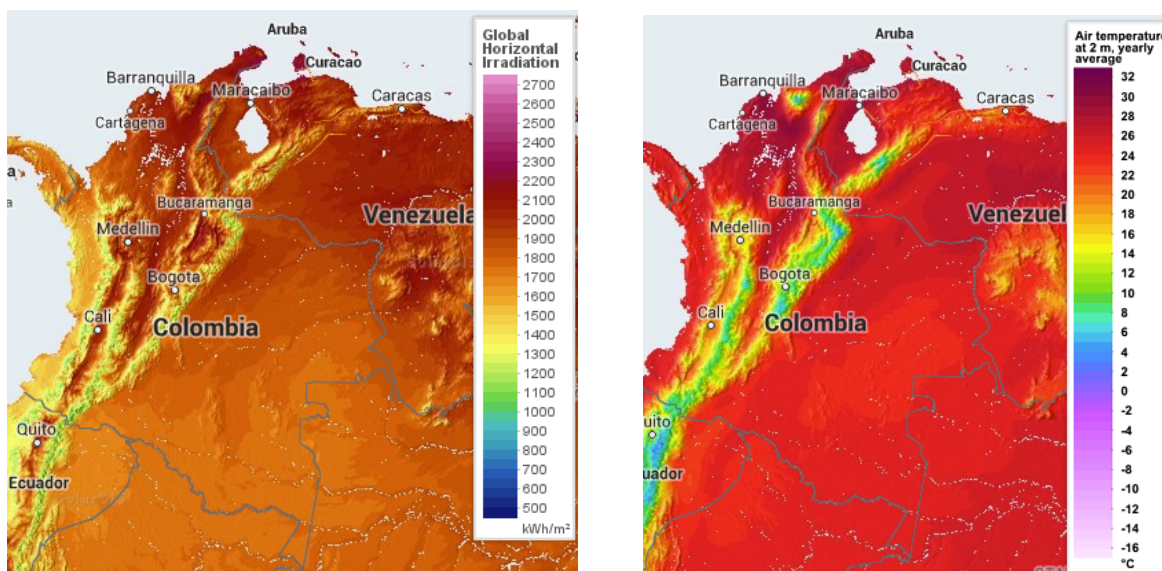 Aruba
Curacao
Barranquilla
Maracaibo
Caracas
Cartagena
Bucaramanga
Venezuela
Medellin
Bogota
Cali
Colombia
Quito
Ecuador
Global
Horizontal
Irradiation
2700
2600
2500
2400
2300
2200
2100
2000
1900
1800
1700
1600
1500
1400
1300
1200
1100
1000
900
800
700
600
500
kWh/m²
Aruba
Curacao
Barranquilla
Maracaibo
Caracas
Cartagena
Bucaramanga
Venezuela
Medellin
Bogota
Cali
Colombia
uito
uador
Air temperature
at 2 m, yearly
average
32
30
28
26
24
22
20
18
16
14
12
10
8
6
4
2
0
-2
-4
-6
-8
-10
-12
-14
-16
°C